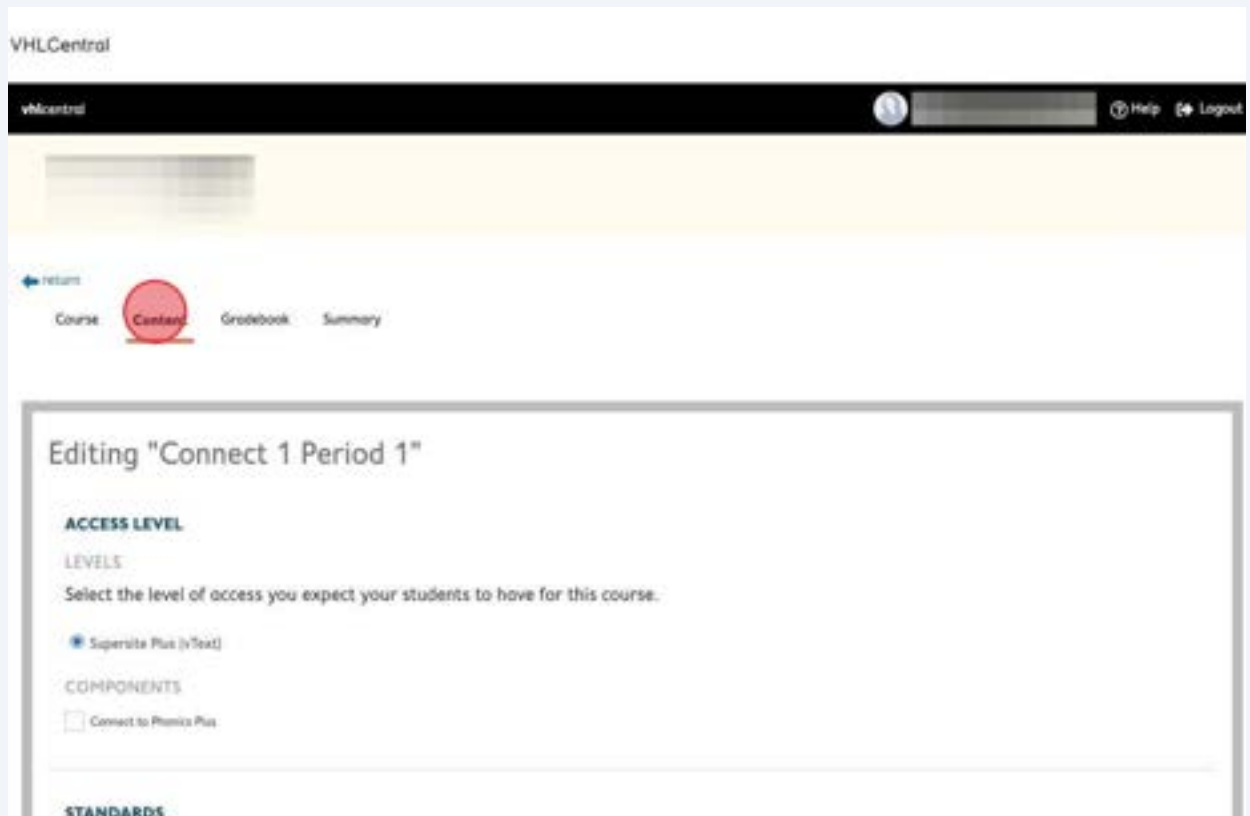 VHLCentral
vhlcentral Help Logout
return
Course Content Gradebook Summary
Editing "Connect 1 Period 1"
ACCESS LEVEL
LEVELS
Select the level of access you expect your students to have for this course.
Supersite Plus (vText)
COMPONENTS
Connect to Phonics Plus
STANDARDS